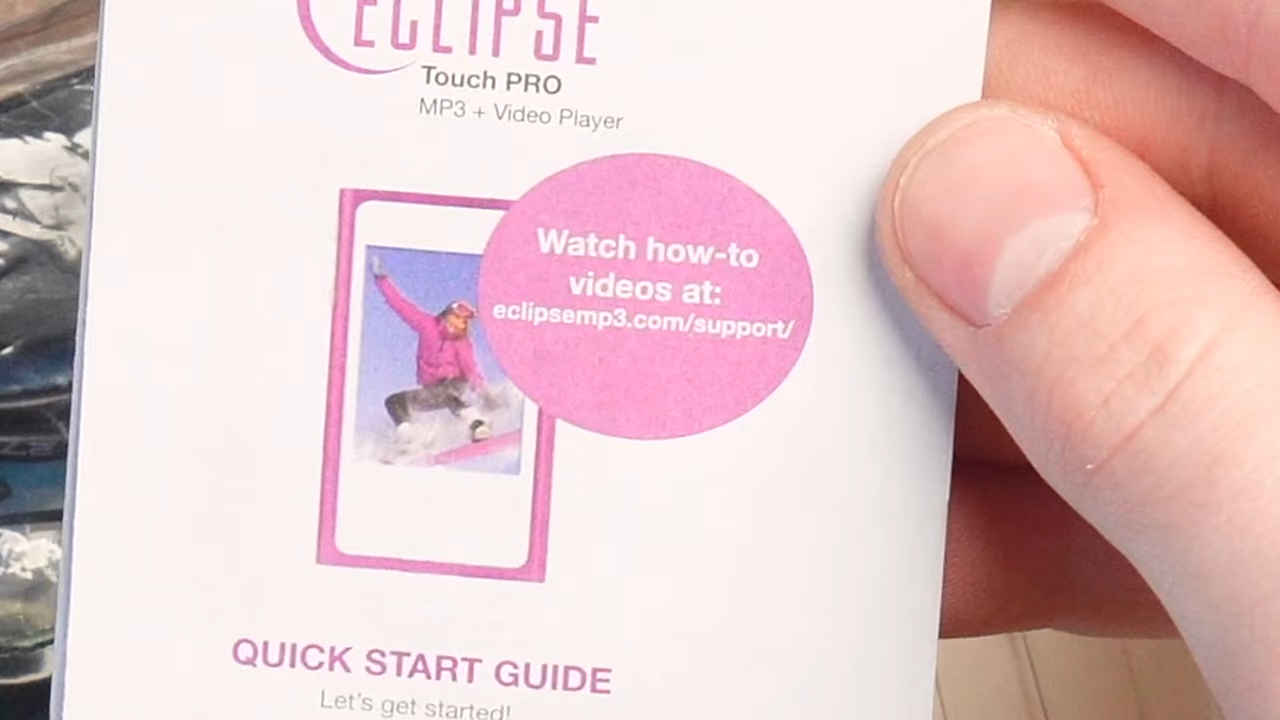 ECLIPSE
Touch PRO
MP3 + Video Player
Watch how-to
videos at:
eclipsemp3.com/support/
QUICK START GUIDE
Let's get started!